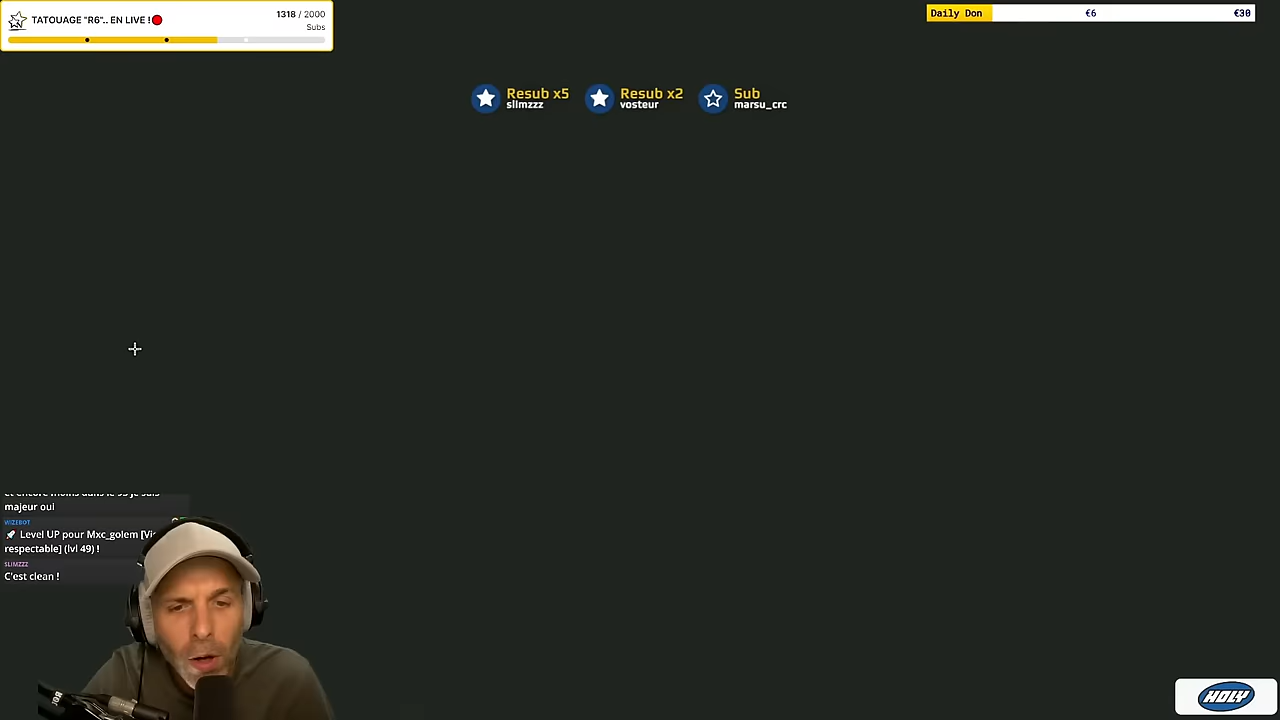 TATOUAGE "R6".. EN LIVE !
1318 / 2000
Subs
Daily Don
€6
€30
Resub x5
slimzzz
Resub x2
vosteur
Sub
marsu_crc
majeur oui
WIZEBOT
Level UP pour Mxc_golem
respectable] (lvl 49) !
SLIMZZZ
C'est clean !
HOLY